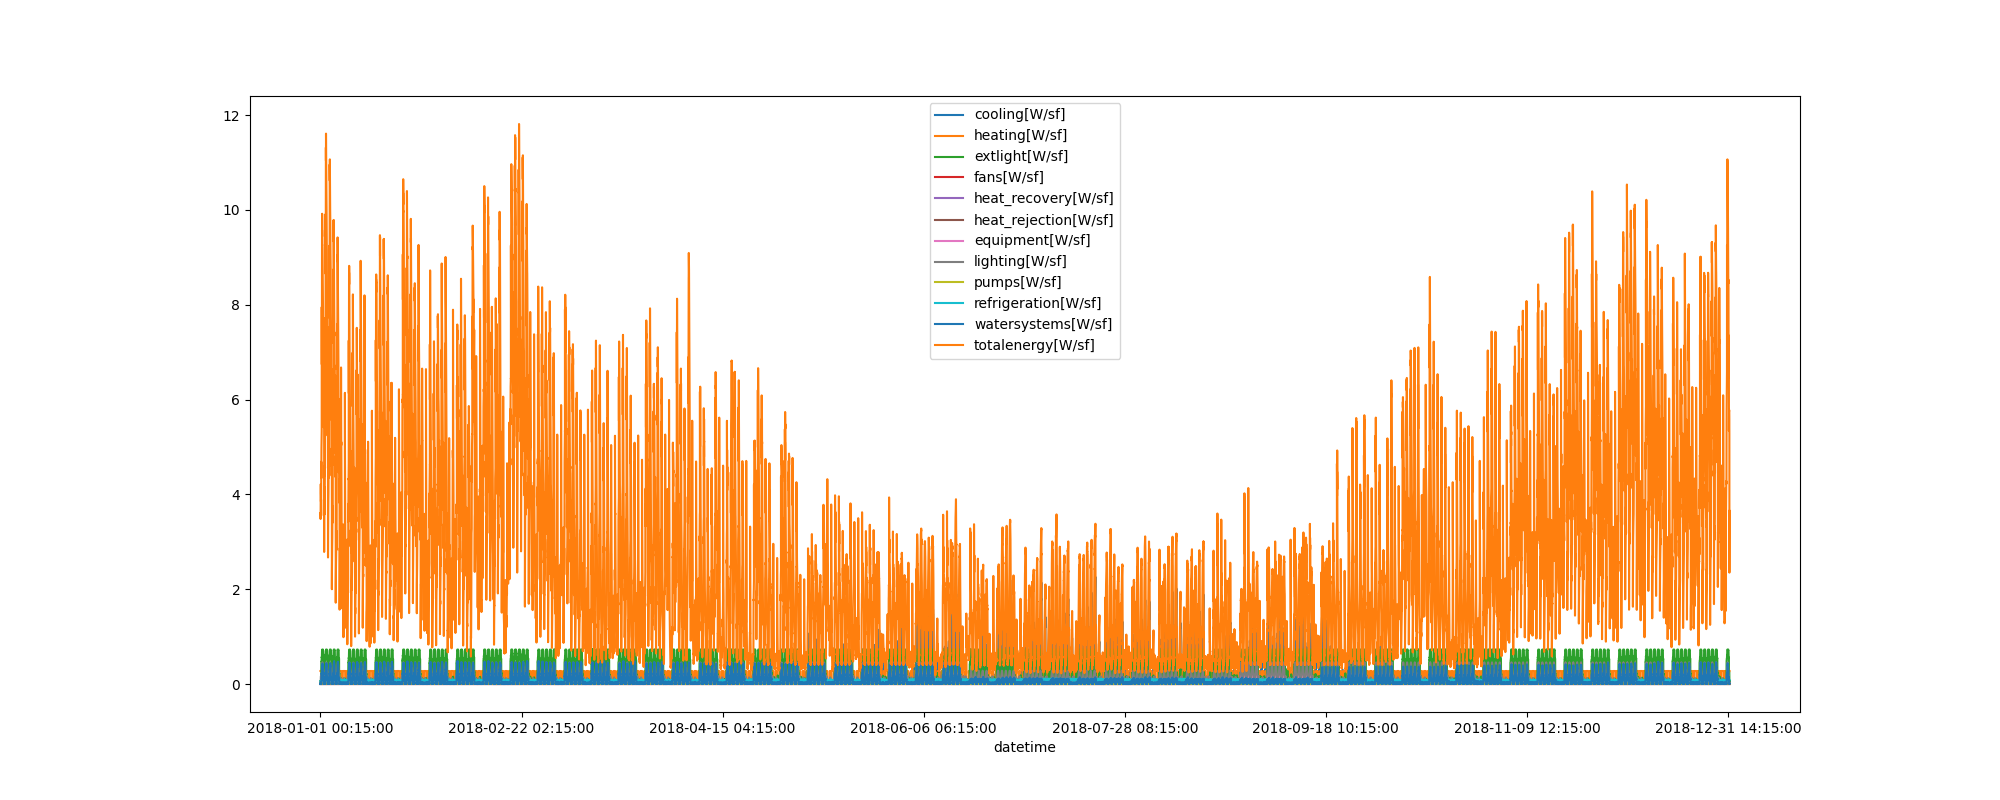 12
10
8
6
4
2
0
cooling[W/sf]
heating[W/sf]
extlight[W/sf]
fans[W/sf]
heat_recovery[W/sf]
heat_rejection[W/sf]
equipment[W/sf]
lighting[W/sf]
pumps[W/sf]
refrigeration[W/sf]
watersystems[W/sf]
totalenergy[W/sf]
2018-01-01 00:15:00 2018-02-22 02:15:00 2018-04-15 04:15:00 2018-06-06 06:15:00 2018-07-28 08:15:00 2018-09-18 10:15:00 2018-11-09 12:15:00 2018-12-31 14:15:00
datetime